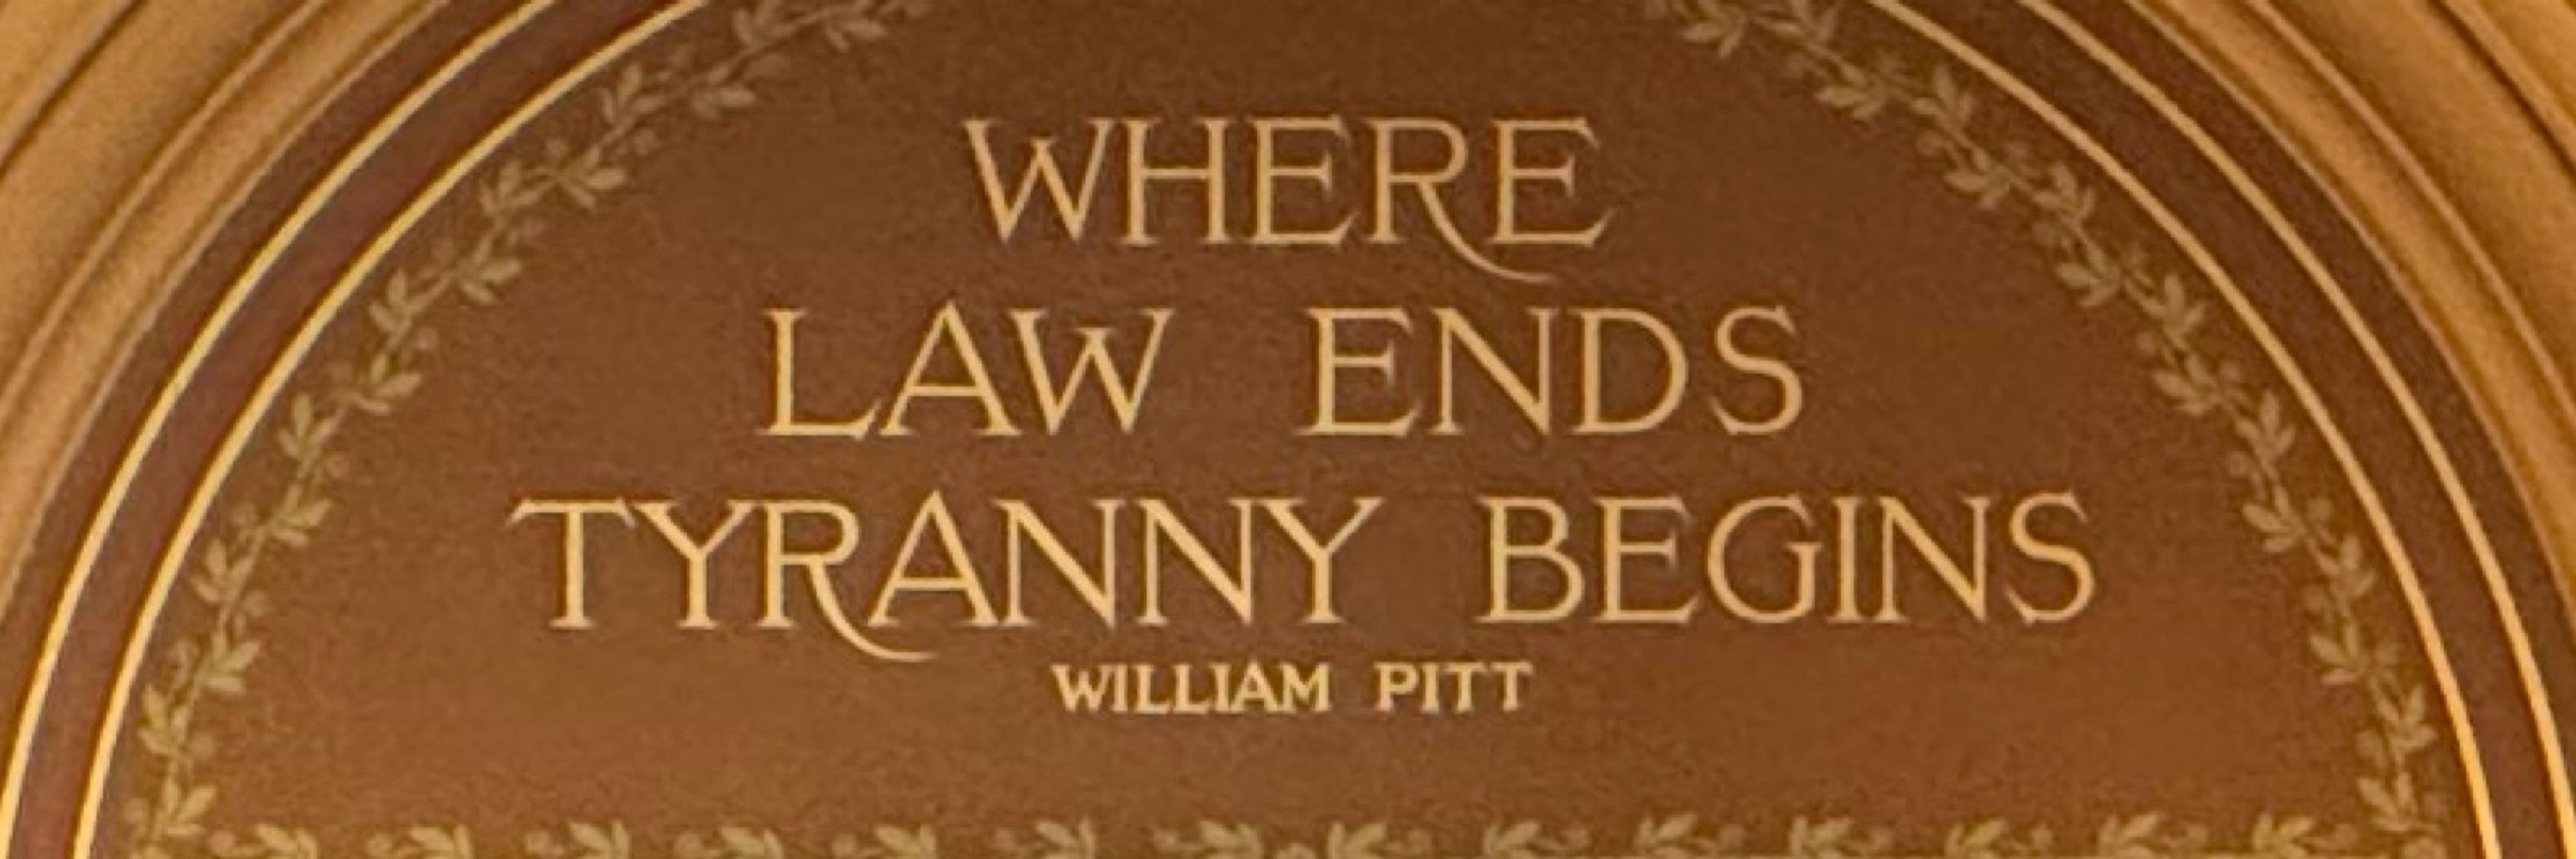 WHERE
LAW ENDS
TYRANNY BEGINS
WILLIAM PITT